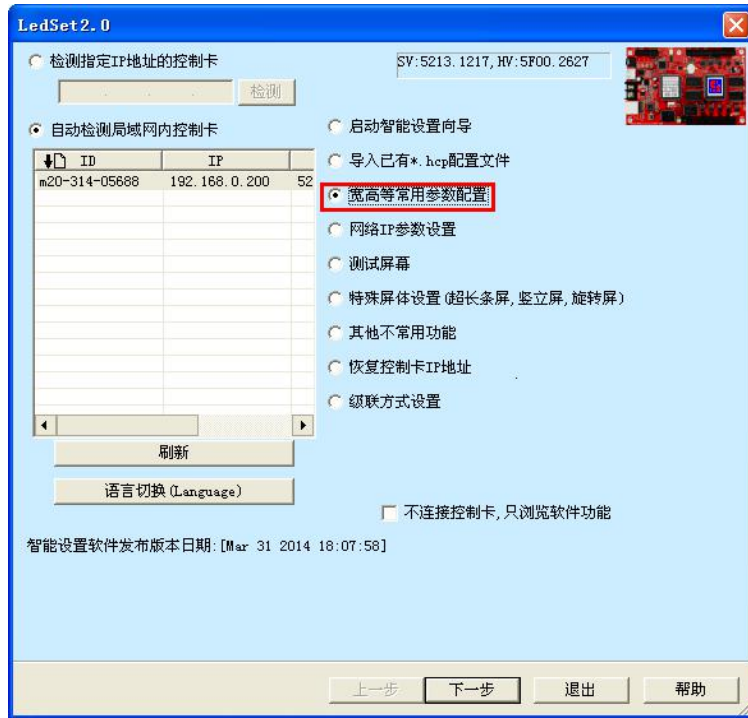 LedSet2.0
检测指定IP地址的控制卡
检测
自动检测局域网内控制卡
ID IP
m20-314-05688 192.168.0.200 52
刷新
语言切换(Language)
SV:5213.1217,HV:5F00.2627
启动智能设置向导
导入已有*.hcp配置文件
宽高等常用参数配置
网络IP参数设置
测试屏幕
特殊屏体设置(超长条屏,竖立屏,旋转屏)
其他不常用功能
恢复控制卡IP地址
级联方式设置
不连接控制卡,只浏览软件功能
智能设置软件发布版本日期:[Mar 31 2014 18:07:58]
上一步 下一步 退出 帮助